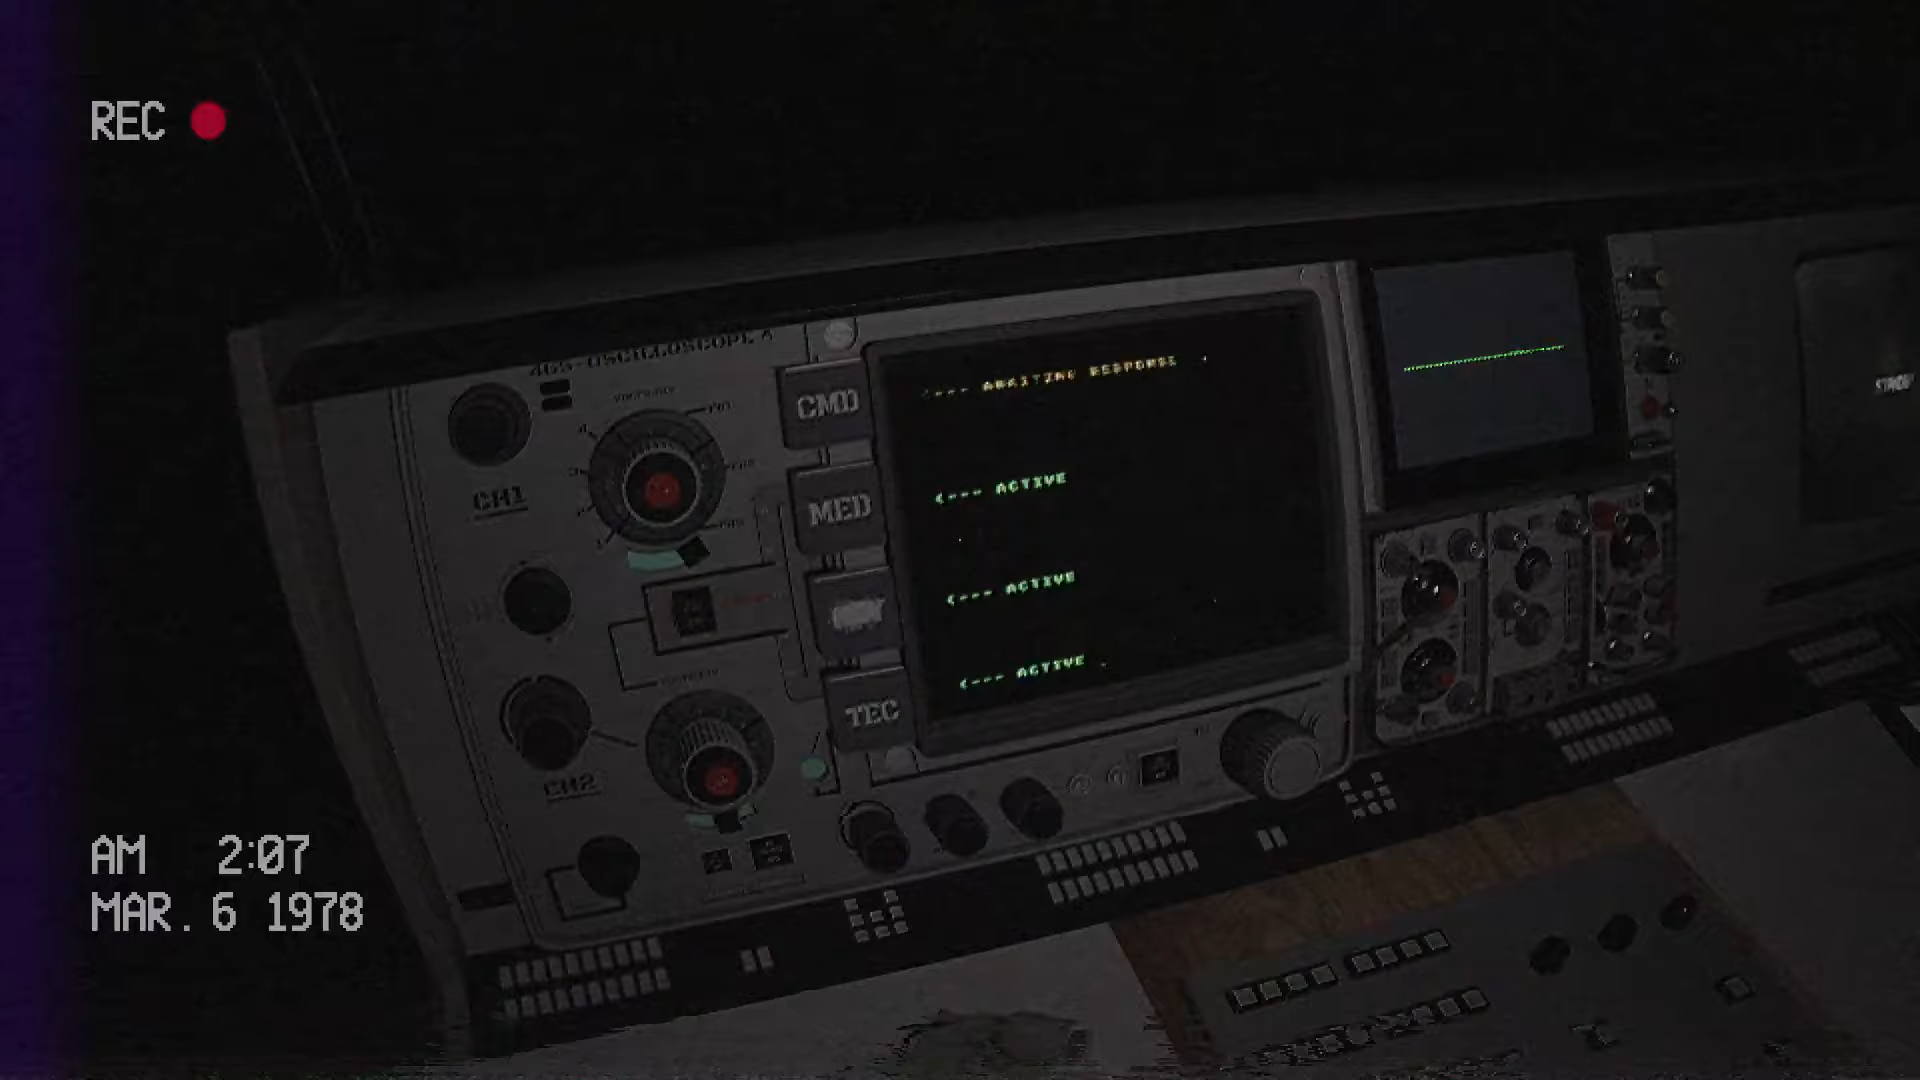 REC
465-OSCILLOSCOPE
CMD
<--- AWAITING RESPONSE
CH1
MED
<--- ACTIVE
<--- ACTIVE
TEC
<--- ACTIVE
CH2
AM 2:07
MAR. 6 1978